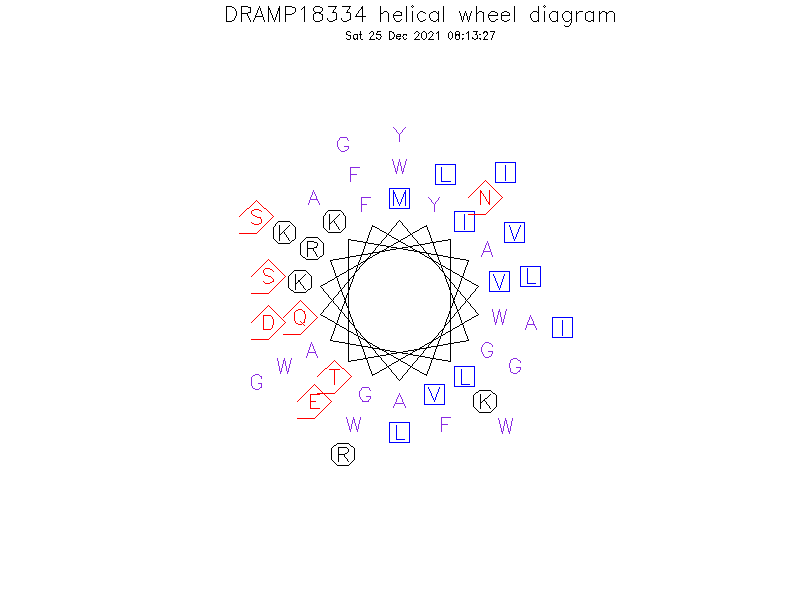 DRAMP18334 helical wheel diagram
Sat 25 Dec 2021 08:13:27
Y
G
W
F L I
A F M Y N
S K K I V
R A
S K V L
D Q W A I
A G
G W T L G
E G A V K
W F W
L
R